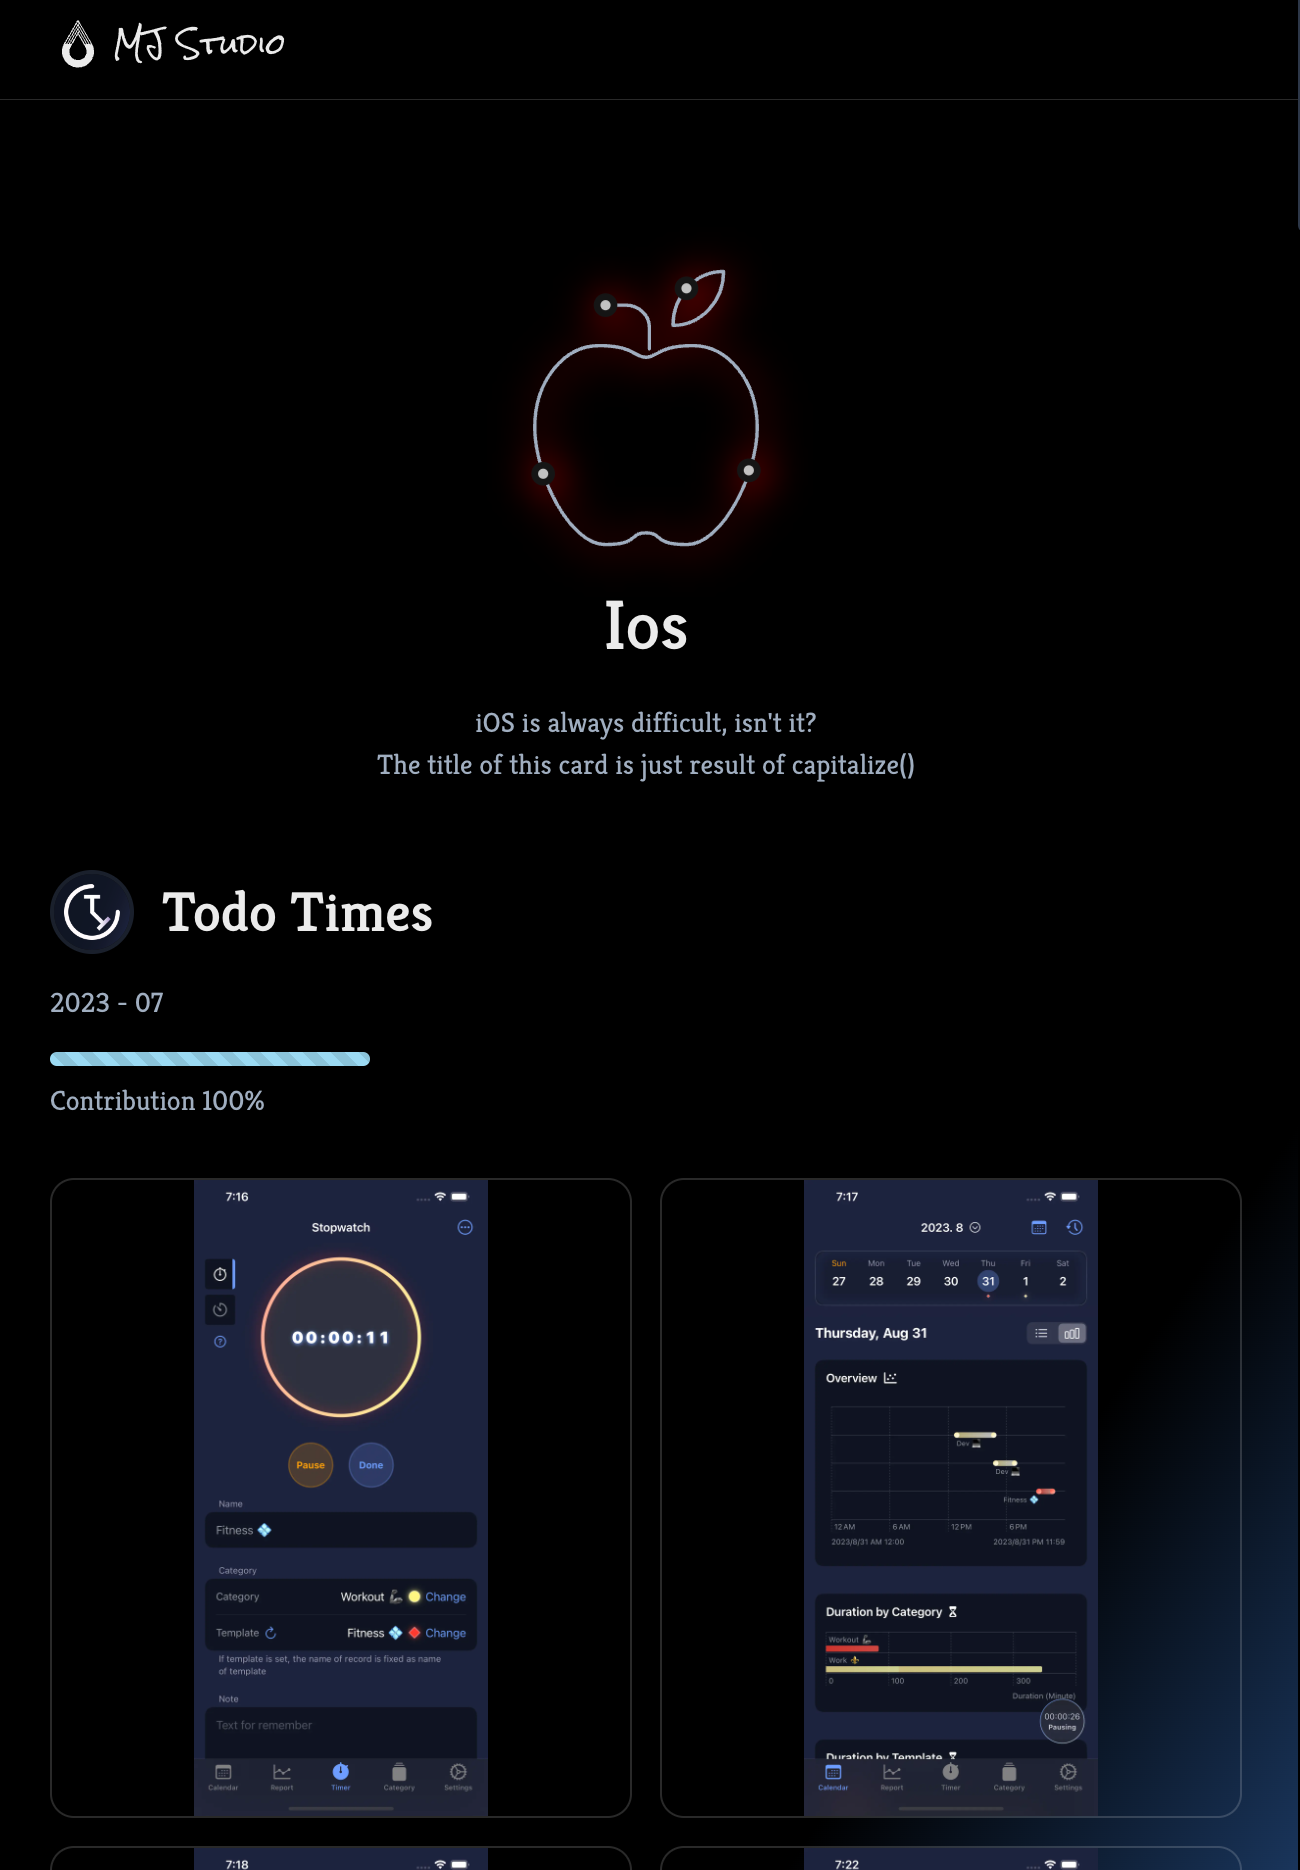 MJ Studio
Ios
iOS is always difficult, isn't it?
The title of this card is just result of capitalize()
Todo Times
2023 - 07
Contribution 100%
7:16
Stopwatch
00:00:11
Pause
Done
Name
Fitness
Category
Category Workout Change
Template Fitness Change
If template is set, the name of record is fixed as name
of template
Note
Text for remember
Calendar Report Timer Category Settings
7:17
2023. 8
Sun Mon Tue Wed Thu Fri Sat
27 28 29 30 31 1 2
Thursday, Aug 31
Overview
Dev
Dev
Fitness
12 AM 6 AM 12 PM 6 PM
2023/8/31 AM 12:00 2023/8/31 PM 11:59
Duration by Category
Workout
Work
0 100 200 300
Duration (Minute)
00:00:26
Pausing
Duration by Template
Calendar Report Timer Category Settings
7:18
7:22